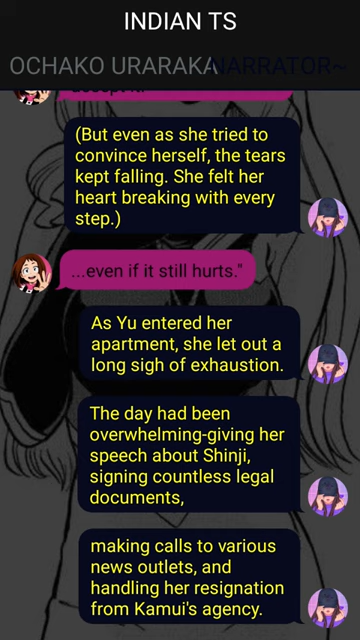 INDIAN TS
OCHAKO URARAKA
NARRATOR~
(But even as she tried to
convince herself, the tears
kept falling. She felt her
heart breaking with every
step.)
...even if it still hurts."
As Yu entered her
apartment, she let out a
long sigh of exhaustion.
The day had been
overwhelming-giving her
speech about Shinji,
signing countless legal
documents,
making calls to various
news outlets, and
handling her resignation
from Kamui's agency.